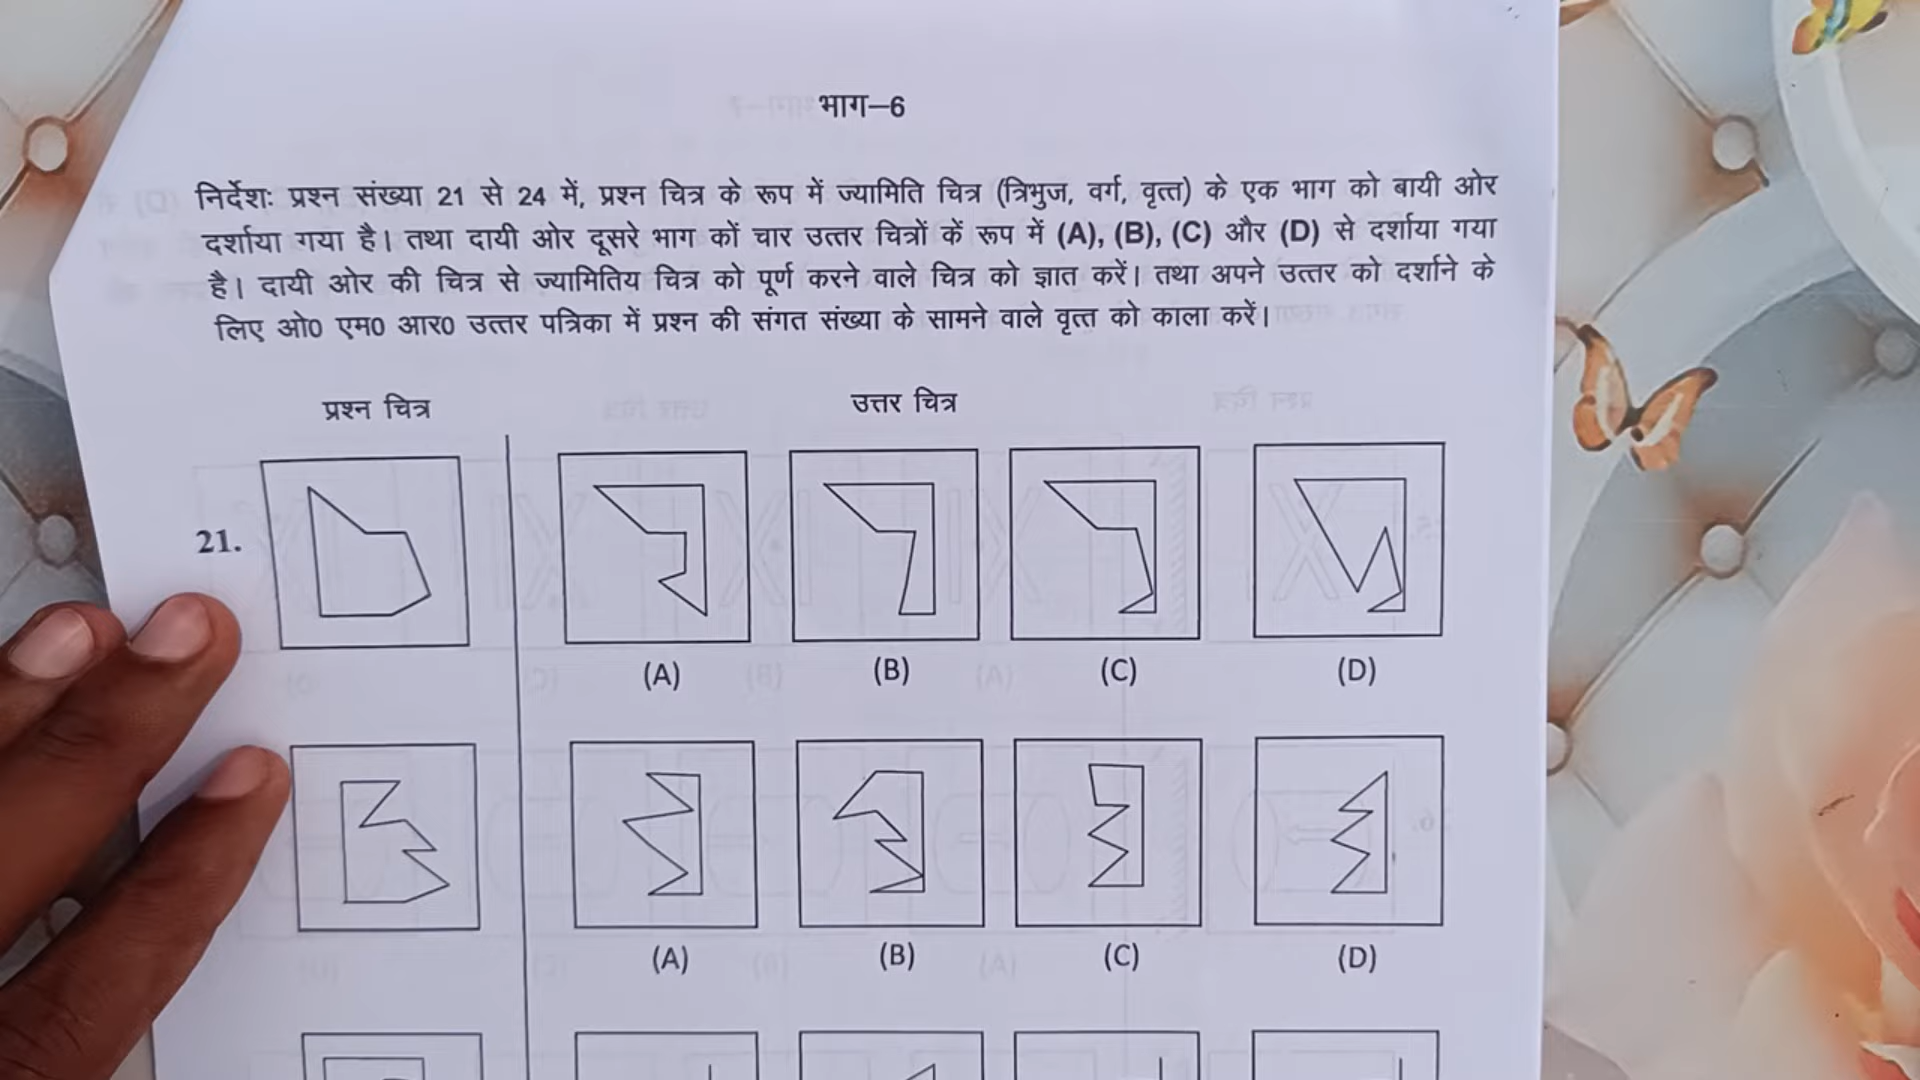 भाग–6
निर्देशः प्रश्न संख्या 21 से 24 में, प्रश्न चित्र के रूप में ज्यामिति चित्र (त्रिभुज, वर्ग, वृत्त) के एक भाग को बायी ओर
दर्शाया गया है। तथा दायी ओर दूसरे भाग कों चार उत्तर चित्रों कें रूप में (A), (B), (C) और (D) से दर्शाया गया
है। दायी ओर की चित्र से ज्यामितिय चित्र को पूर्ण करने वाले चित्र को ज्ञात करें। तथा अपने उत्तर को दर्शाने के
लिए ओ0 एम0 आर0 उत्तर पत्रिका में प्रश्न की संगत संख्या के सामने वाले वृत्त को काला करें।
प्रश्न चित्र उत्तर चित्र
21.
(A) (B) (C) (D)
(A) (B) (C) (D)